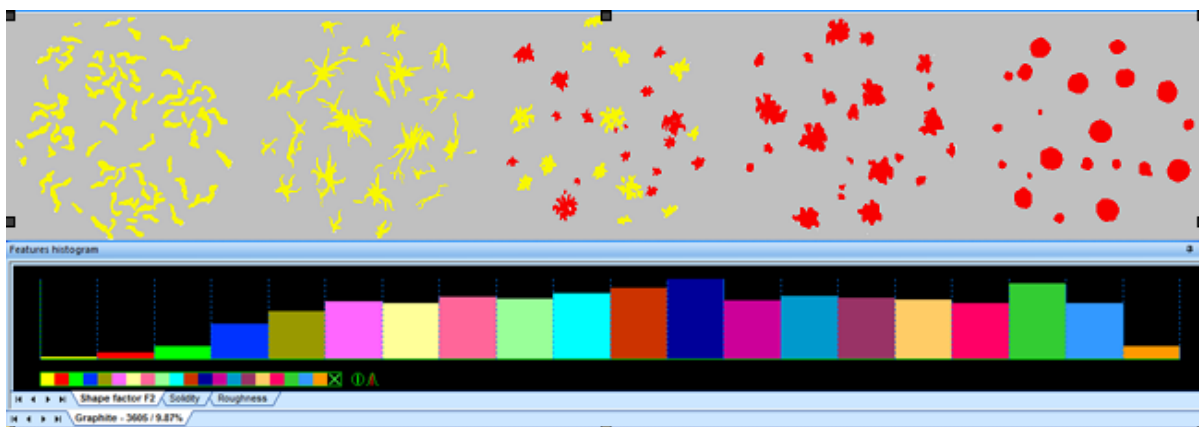 Features histogram
Shape factor F2 Solidity Roughness
Graphite - 3605 / 9.87%